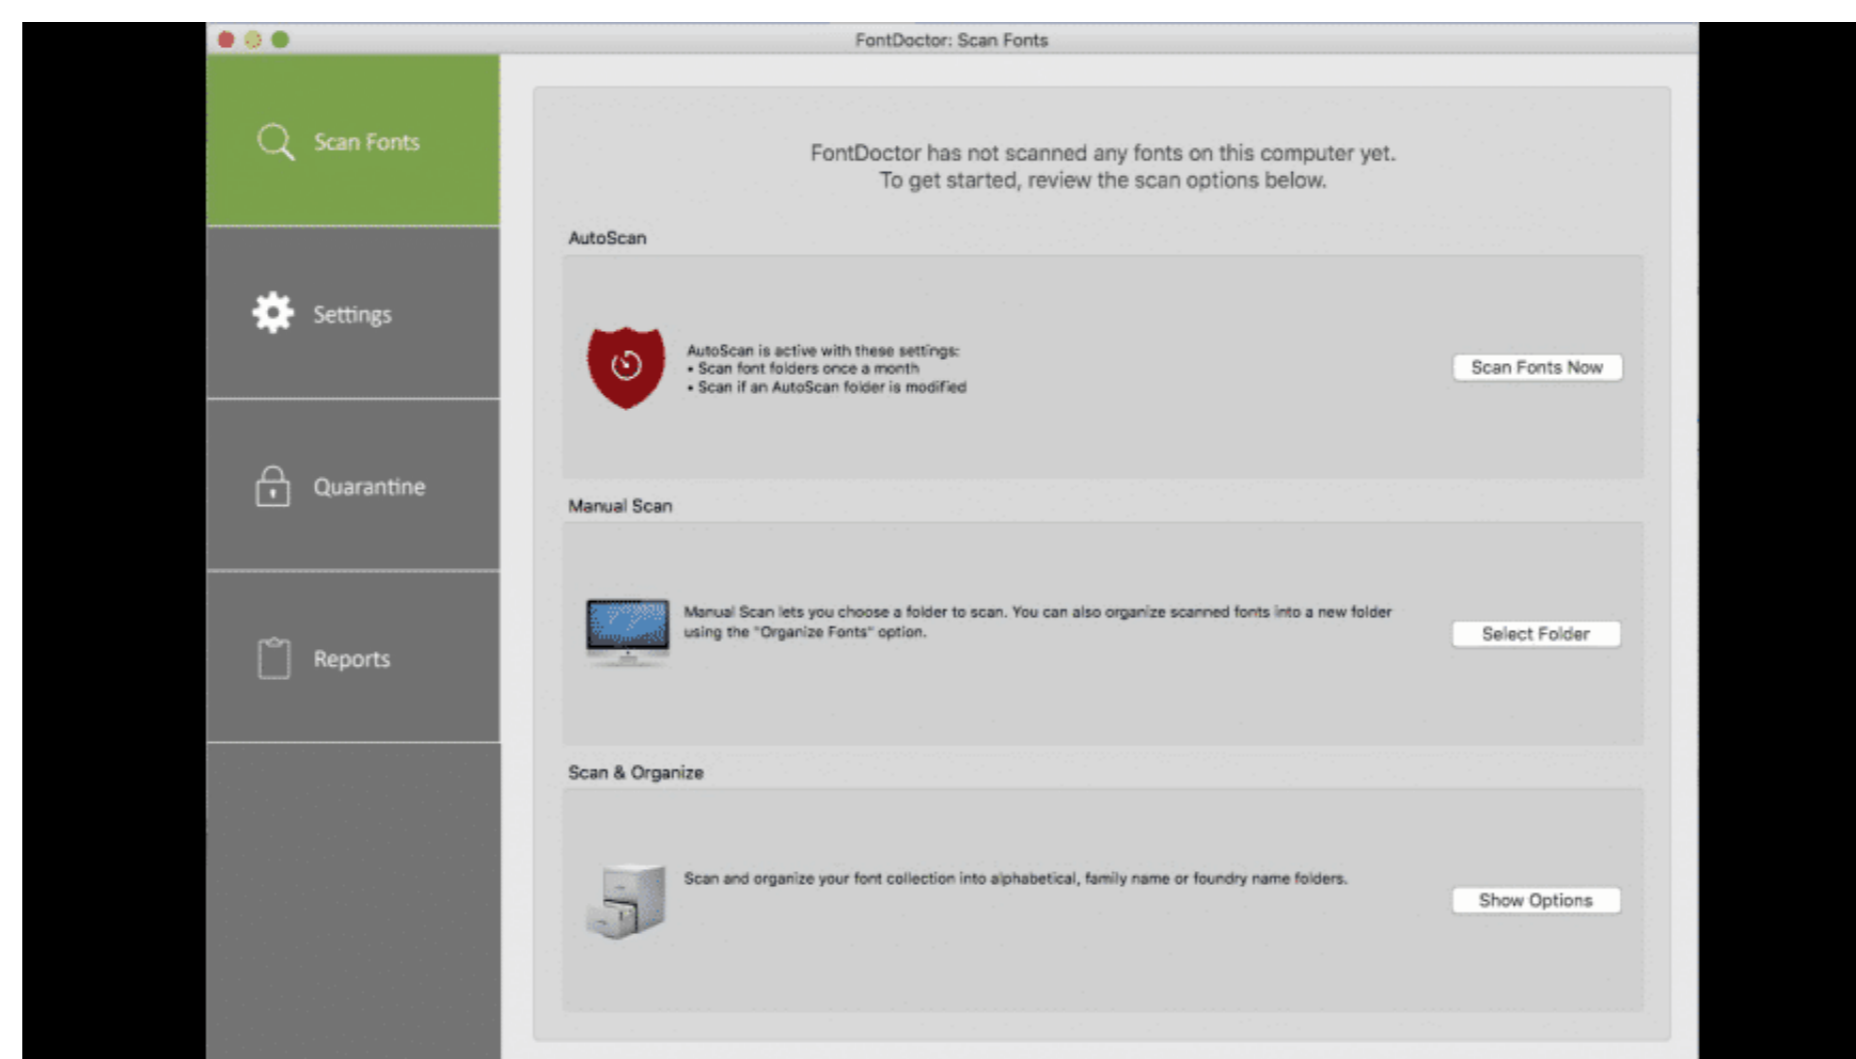 FontDoctor: Scan Fonts
Scan Fonts
Settings
Quarantine
Reports
FontDoctor has not scanned any fonts on this computer yet.
To get started, review the scan options below.
AutoScan
AutoScan is active with these settings:
• Scan font folders once a month
• Scan if an AutoScan folder is modified
Scan Fonts Now
Manual Scan
Manual Scan lets you choose a folder to scan. You can also organize scanned fonts into a new folder
using the "Organize Fonts" option.
Select Folder
Scan & Organize
Scan and organize your font collection into alphabetical, family name or foundry name folders.
Show Options